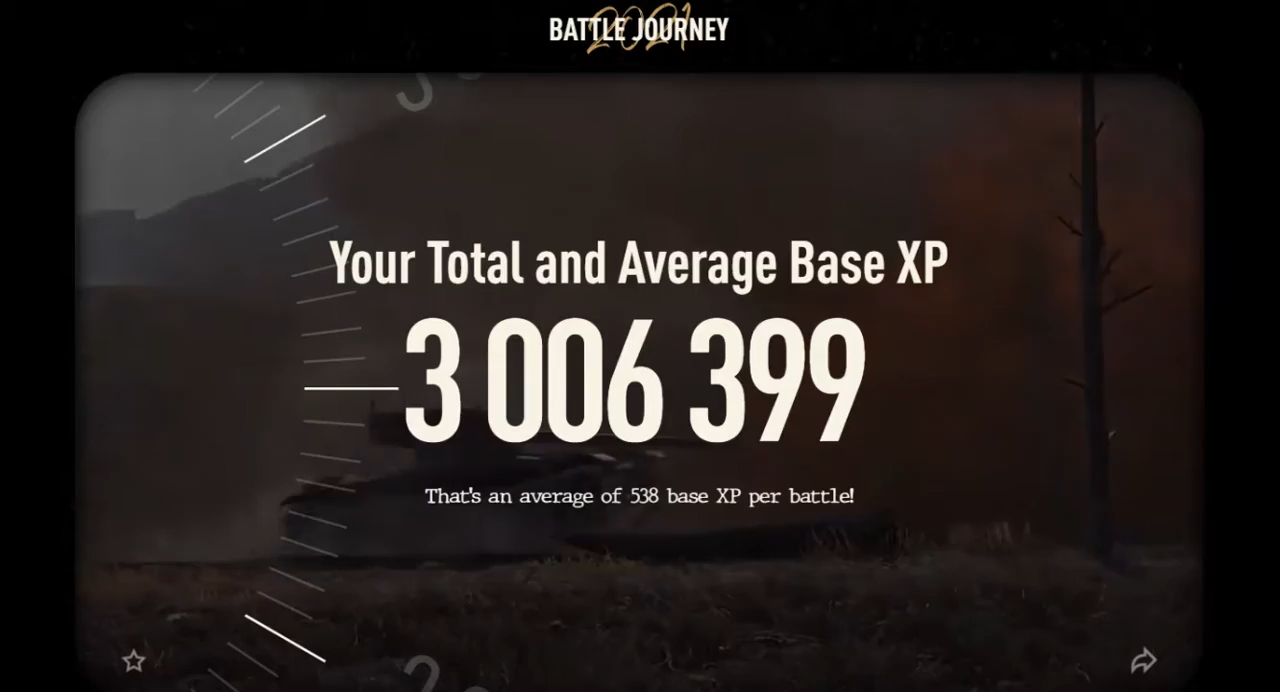 2021
BATTLE JOURNEY
Your Total and Average Base XP
3 006 399
That's an average of 538 base XP per battle!